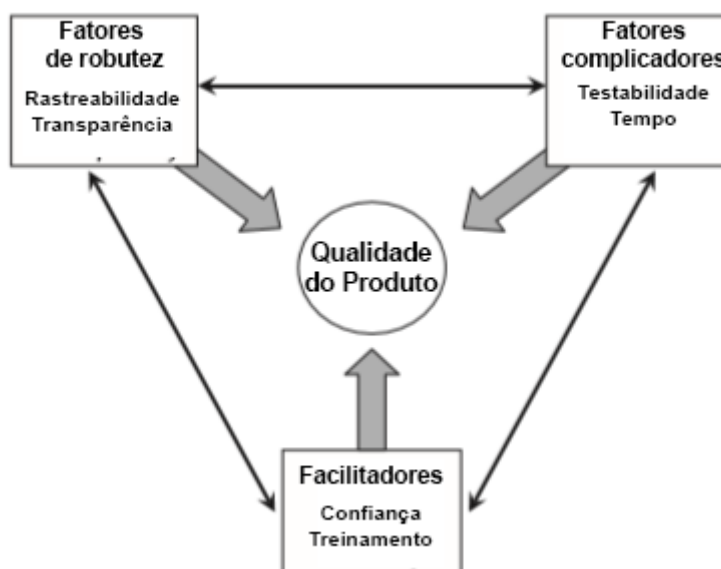 Fatores
de robutez
Rastreabilidade
Transparência
Fatores
complicadores
Testabilidade
Tempo
Qualidade
do Produto
Facilitadores
Confiança
Treinamento